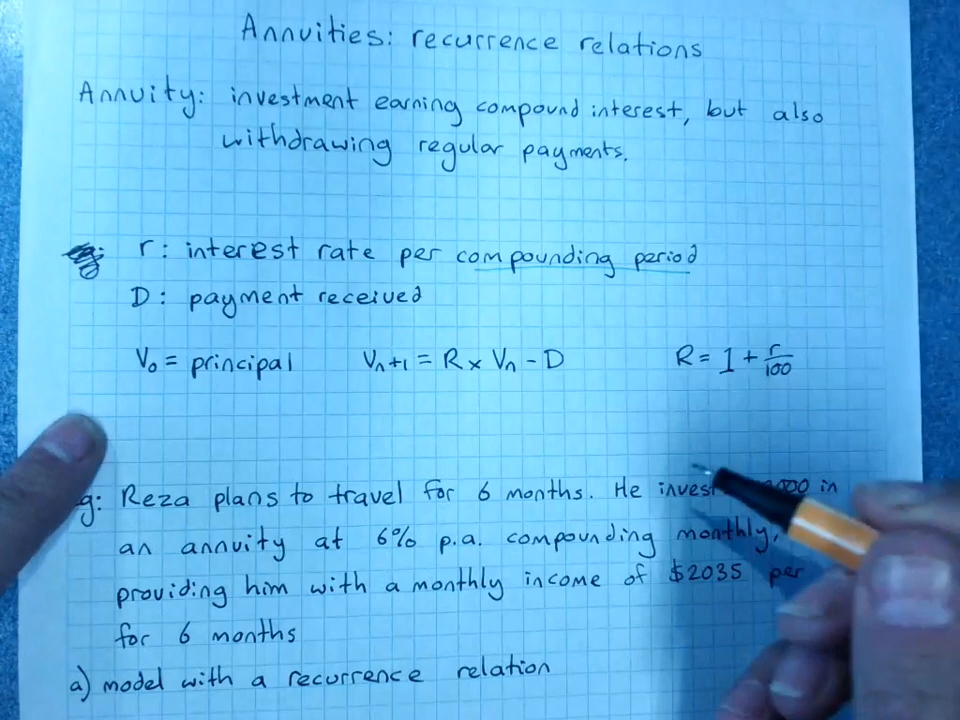 Annuities: recurrence relations
Annuity: investment earning compound interest, but also
withdrawing regular payments.
r: interest rate per compounding period
D: payment received
V₀ = principal Vₙ₊₁ = R × Vₙ - D R = 1 + r/100
g: Reza plans to travel for 6 months. He invest 000 in
an annuity at 6% p.a. compounding monthly,
providing him with a monthly income of $2035 per
for 6 months
a) model with a recurrence relation